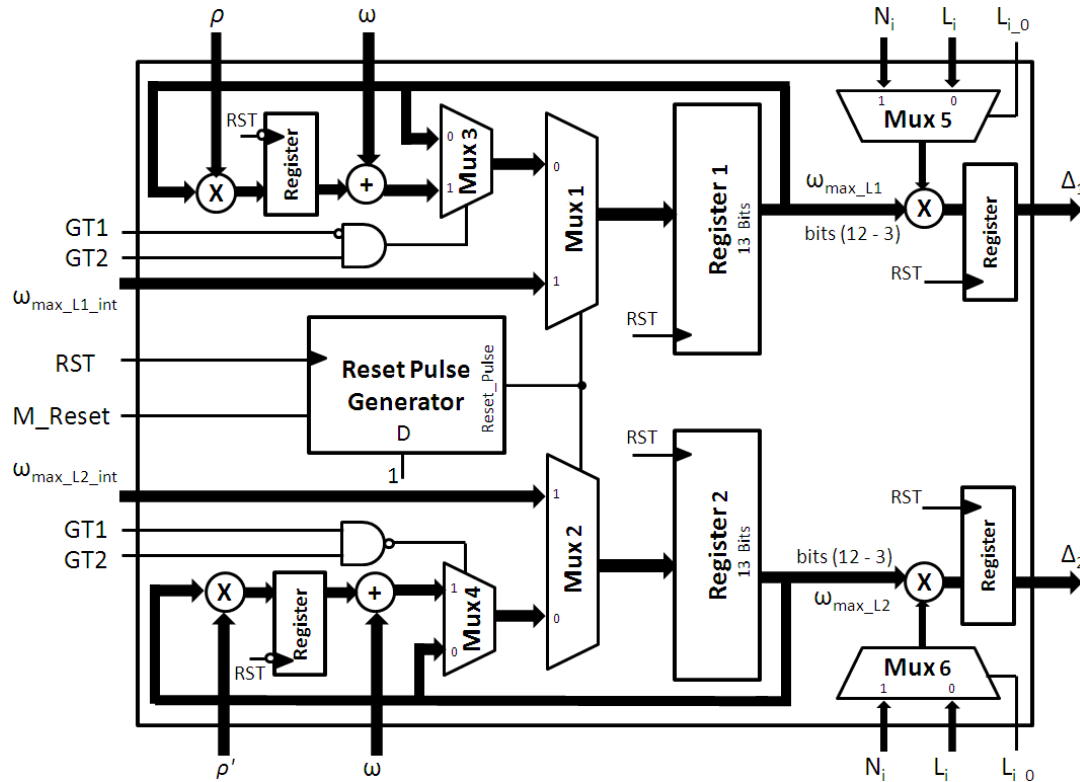 ρ
ω
N_i
L_i
L_i_0
1
0
Mux 5
RST
Register
X
+
0
1
Mux 3
0
1
Mux 1
Register 1
13 Bits
RST
ω_max_L1
bits (12 - 3)
X
Register
RST
Δ_1
GT1
GT2
ω_max_L1_int
RST
M_Reset
Reset Pulse
Generator
Reset_Pulse
D
1
ω_max_L2_int
GT1
GT2
X
Register
RST
+
1
0
Mux4
1
0
Mux 2
RST
Register 2
13 Bits
bits (12 - 3)
ω_max_L2
X
RST
Register
Δ_2
Mux 6
1
0
ρ'
ω
N_i
L_i
L_i_0